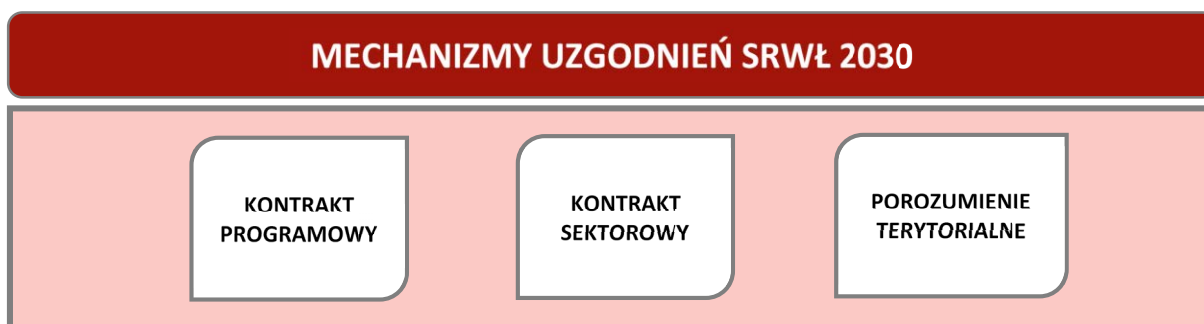 MECHANIZMY UZGODNIEŃ SRWŁ 2030
KONTRAKT
PROGRAMOWY
KONTRAKT
SEKTOROWY
POROZUMIENIE
TERYTORIALNE